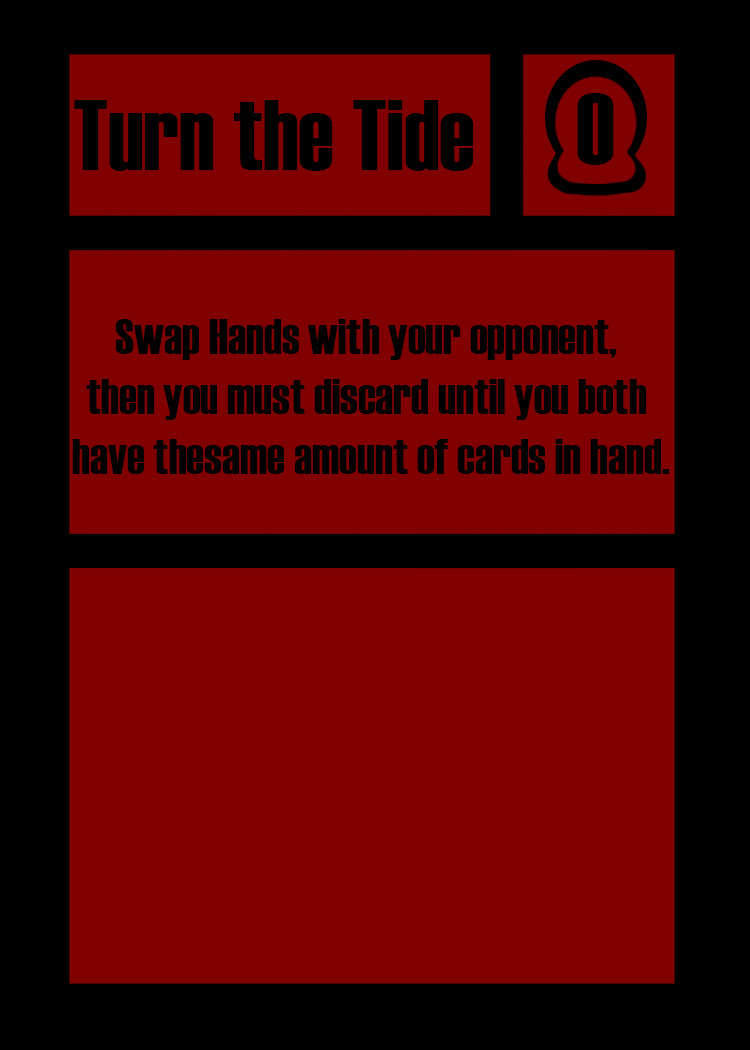 Turn the Tide
0
Swap Hands with your opponent,
then you must discard until you both
have thesame amount of cards in hand.